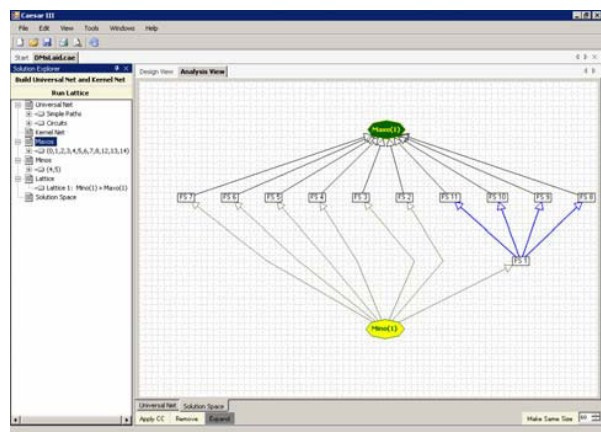 Caesar III
File Edit View Tools Windows Help
Start DMsLaid.cae
Solution Explorer
Build Universal Net and Kernel Net
Run Lattice
Universal Net
Simple Paths
Circuits
Kernel Net
Maxos
(0,1,2,3,4,5,6,7,8,12,13,14)
Minos
(4,5)
Lattice
Lattice 1: Mino(1) » Maxo(1)
Solution Space
Design View Analysis View
Maxo(1)
FS 7 FS 6 FS 5 FS 4 FS 3 FS 2 FS 11 FS 10 FS 9 FS 8
FS 1
Mino(1)
Universal Net Solution Space
Apply CC Remove Expand
Make Same Size